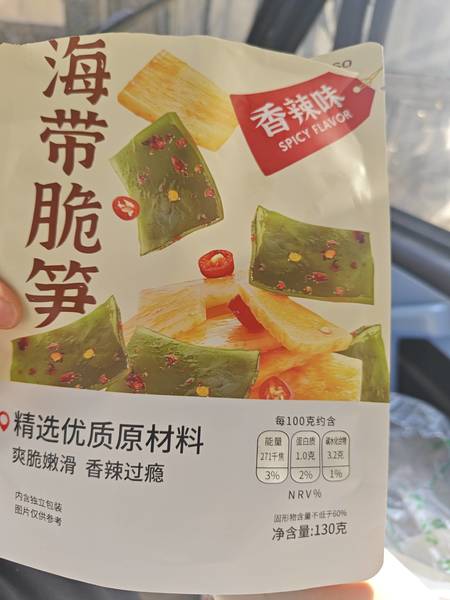 海带脆笋
香辣味
SPICY FLAVOR
精选优质原材料
爽脆嫩滑 香辣过瘾
内含独立包装
图片仅供参考
每100克约含
能量 蛋白质 碳水化合物
271千焦 1.0克 3.2克
3% 2% 1%
NRV%
固形物含量不低于60%
净含量:130克